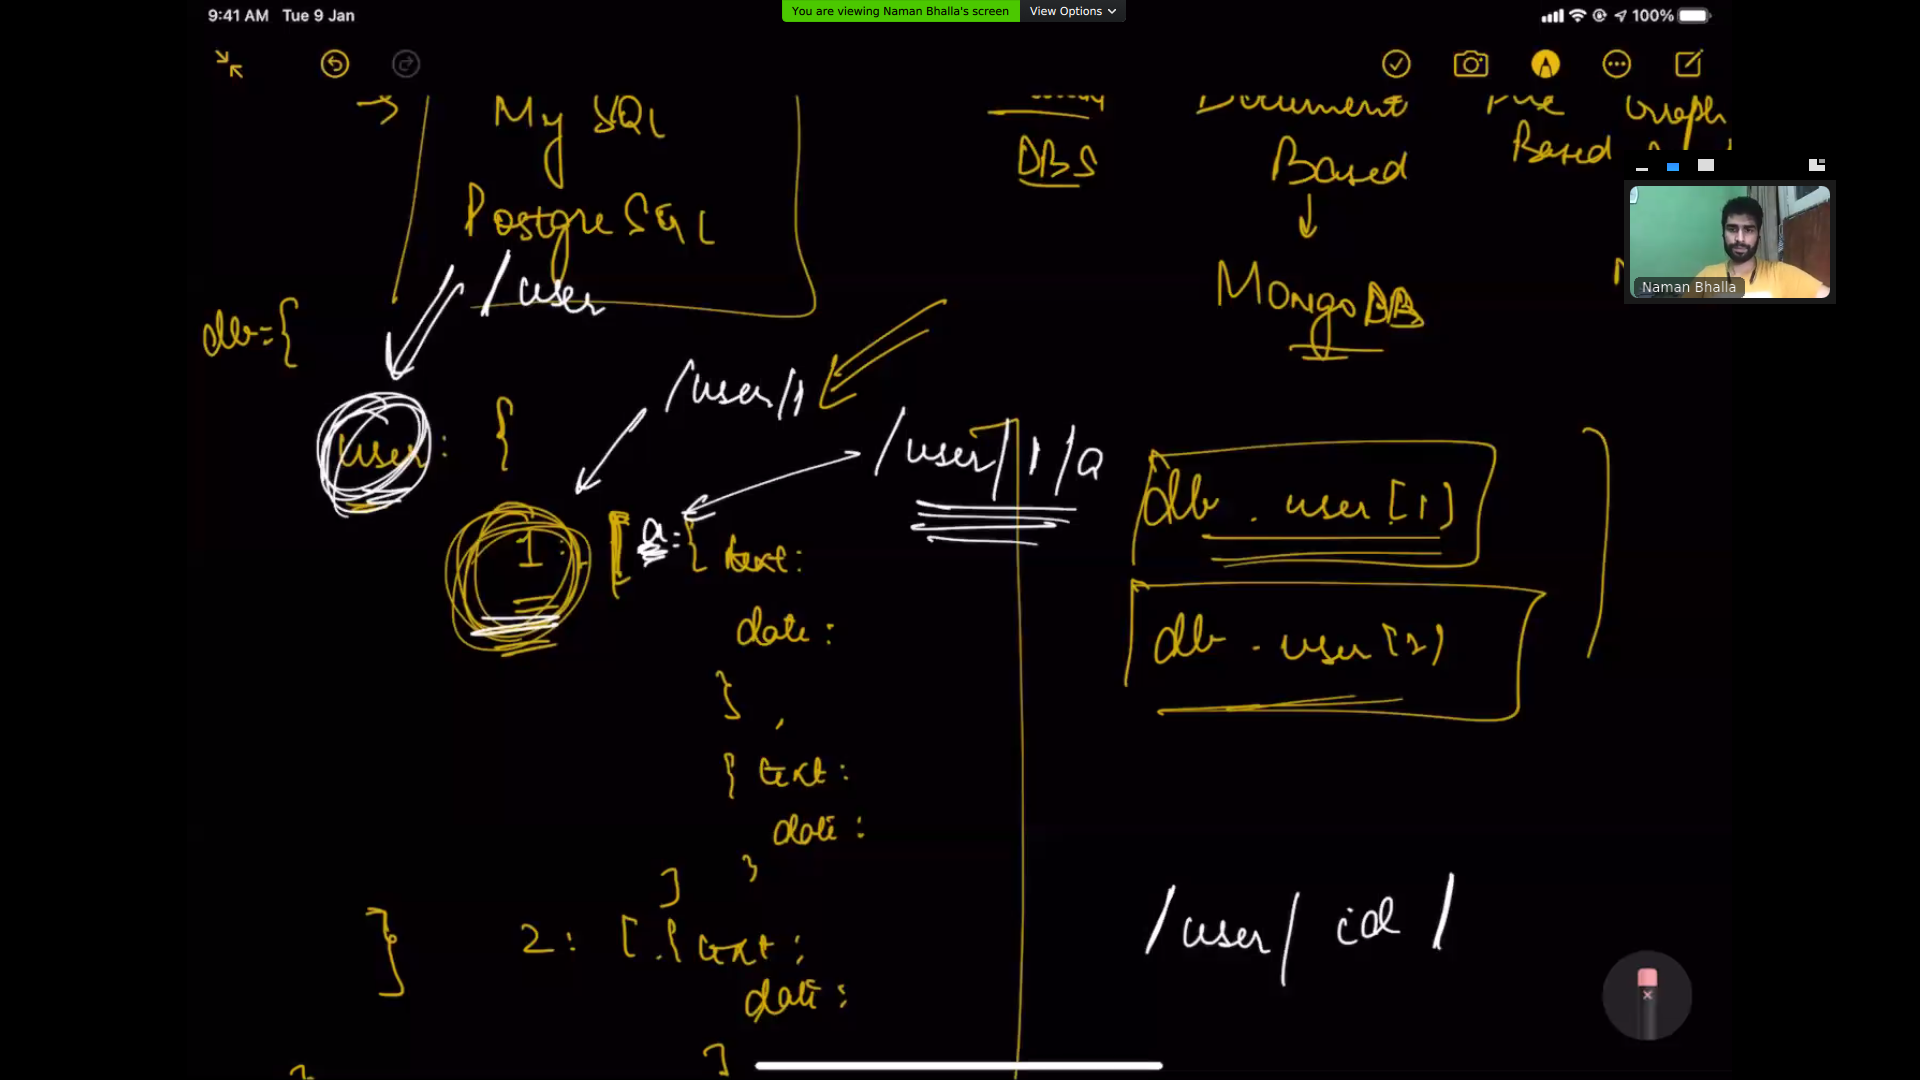 9:41 AM Tue 9 Jan
You are viewing Naman Bhalla's screen View Options
100%
My SQL
PostgreSQL
DBS
Document
Based
Based
Graph
MongoDB
Naman Bhalla
/user
db={
/user/1
user: {
/user/1/a
1: [ a: { text:
date:
},
{ text:
date:
}
]
2: [ { text:
date:
]
}
}
db . user[1]
db . user[2]
/user/ id /